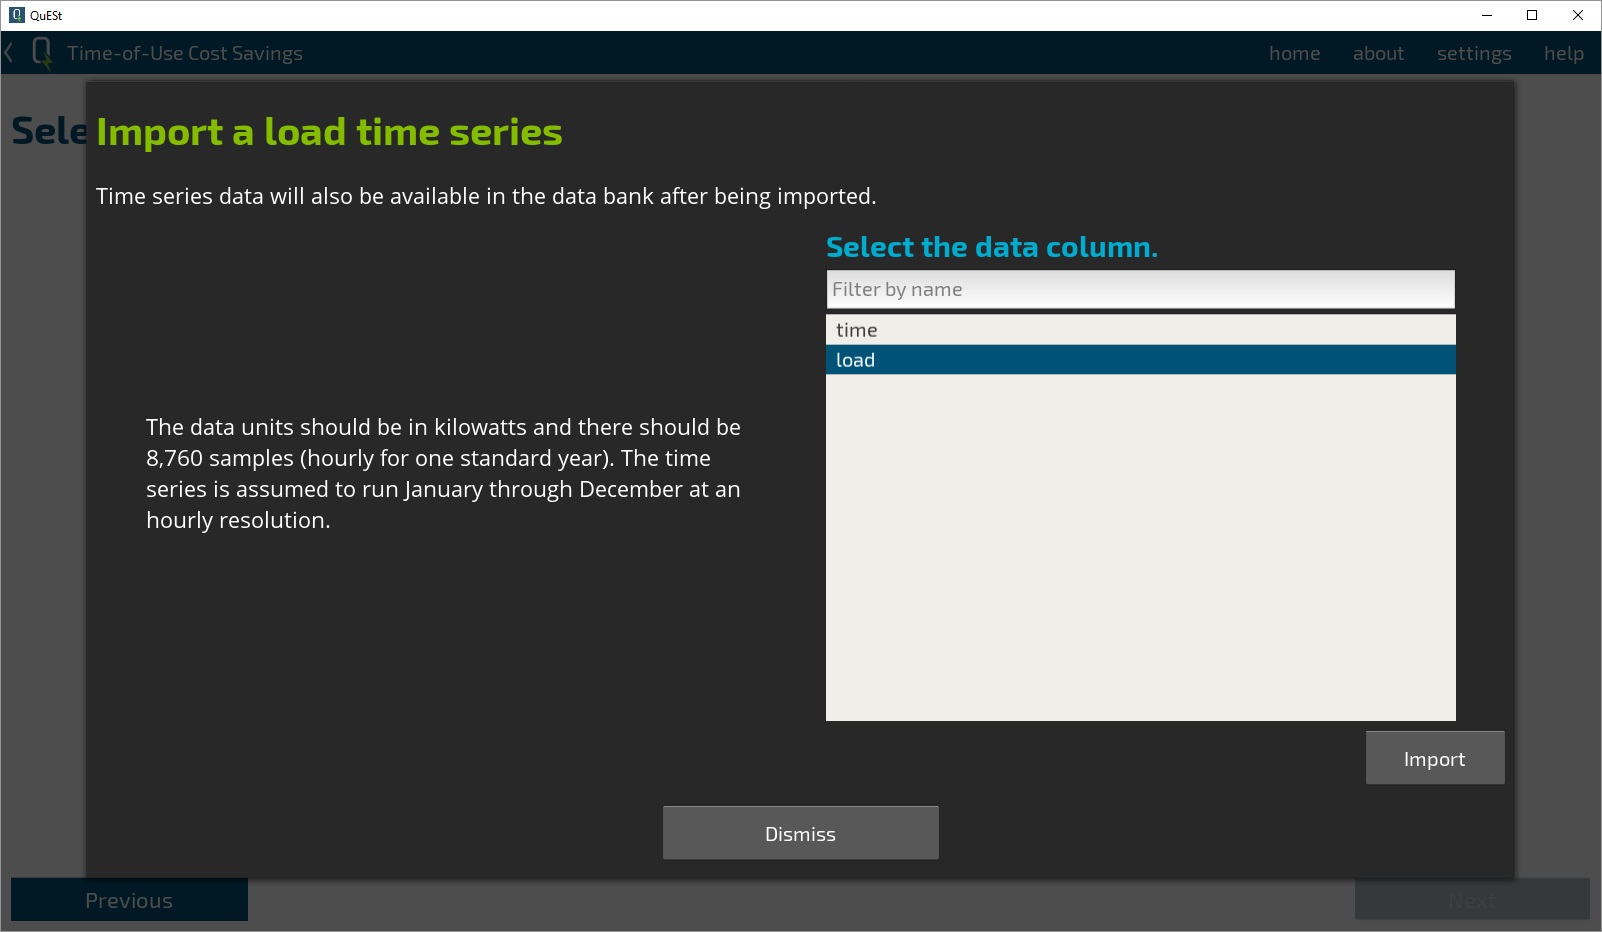 QuESt
Time-of-Use Cost Savings
home about settings help
Sele
Import a load time series
Time series data will also be available in the data bank after being imported.
Select the data column.
Filter by name
time
load
The data units should be in kilowatts and there should be
8,760 samples (hourly for one standard year). The time
series is assumed to run January through December at an
hourly resolution.
Import
Dismiss
Previous
Next